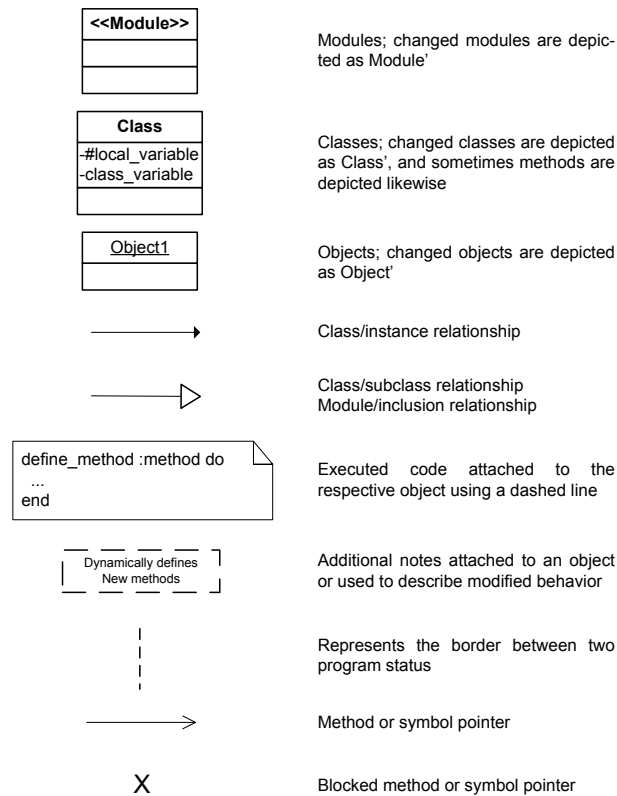 <<Module>>
Modules; changed modules are depic-
ted as Module'
Class
-#local_variable
-class_variable
Classes; changed classes are depicted
as Class', and sometimes methods are
depicted likewise
Object1
Objects; changed objects are depicted
as Object'
Class/instance relationship
Class/subclass relationship
Module/inclusion relationship
define_method :method do
...
end
Executed code attached to the
respective object using a dashed line
Dynamically defines
New methods
Additional notes attached to an object
or used to describe modified behavior
Represents the border between two
program status
Method or symbol pointer
X
Blocked method or symbol pointer